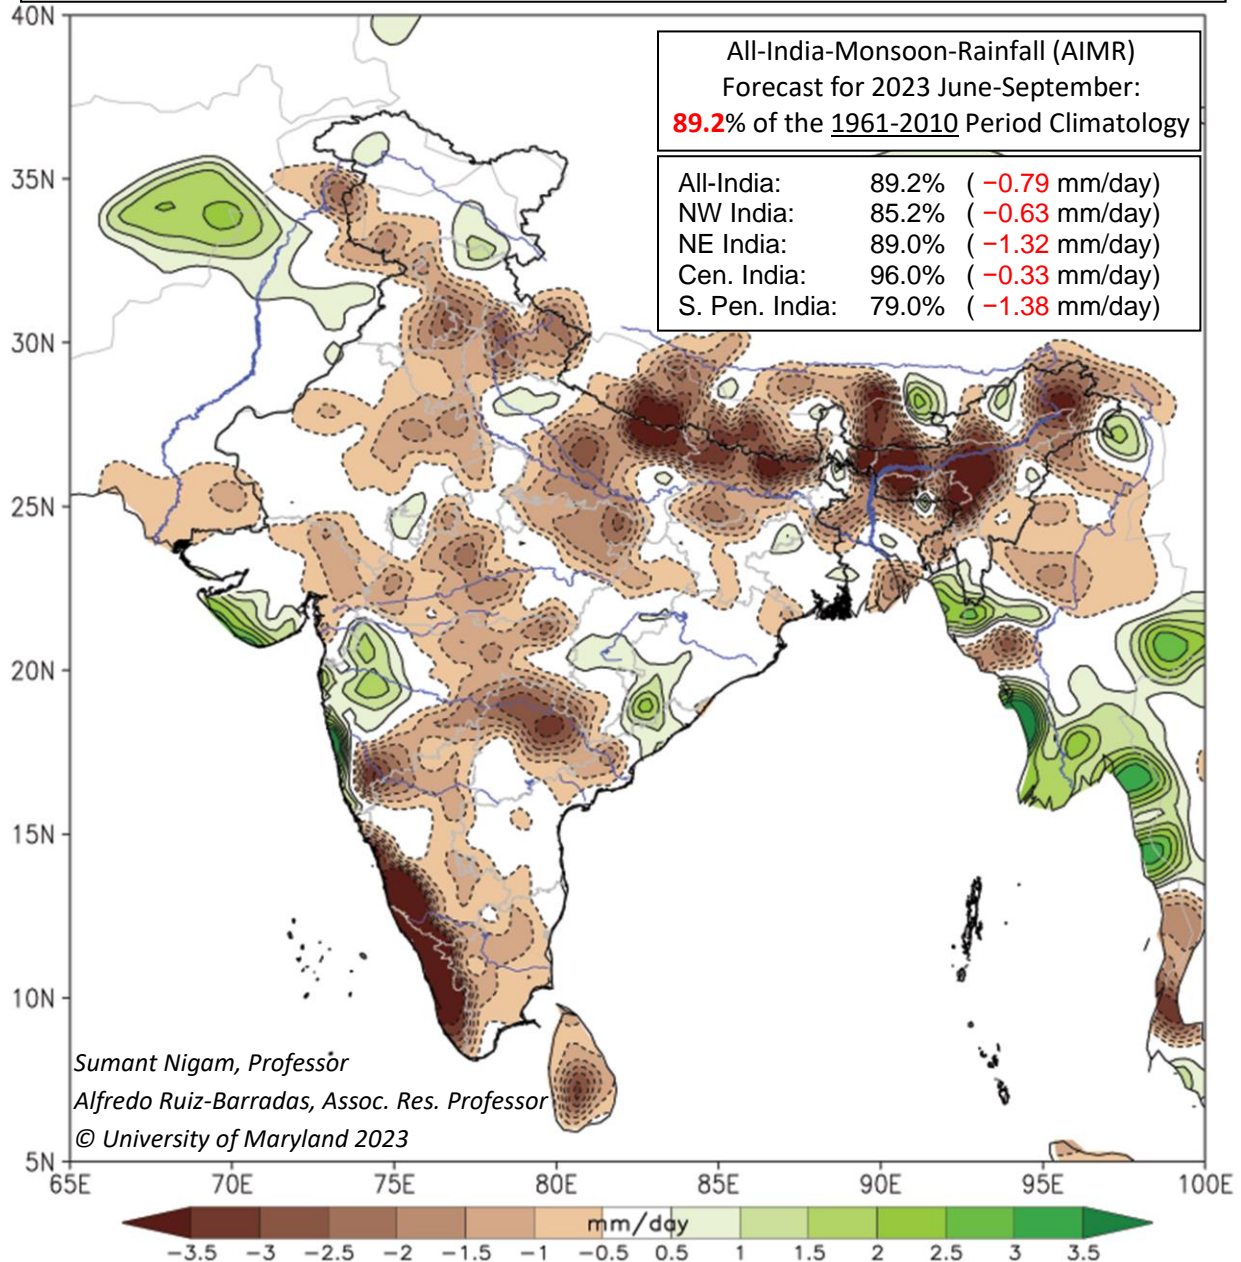 40N
All-India-Monsoon-Rainfall (AIMR)
Forecast for 2023 June-September:
89.2% of the 1961-2010 Period Climatology
35N
All-India: 89.2% ( −0.79 mm/day)
NW India: 85.2% ( −0.63 mm/day)
NE India: 89.0% ( −1.32 mm/day)
Cen. India: 96.0% ( −0.33 mm/day)
S. Pen. India: 79.0% ( −1.38 mm/day)
30N
25N
20N
15N
10N
Sumant Nigam, Professor
Alfredo Ruiz-Barradas, Assoc. Res. Professor
© University of Maryland 2023
5N
65E 70E 75E 80E 85E 90E 95E 100E
mm/day
−3.5 −3 −2.5 −2 −1.5 −1 −0.5 0.5 1 1.5 2 2.5 3 3.5